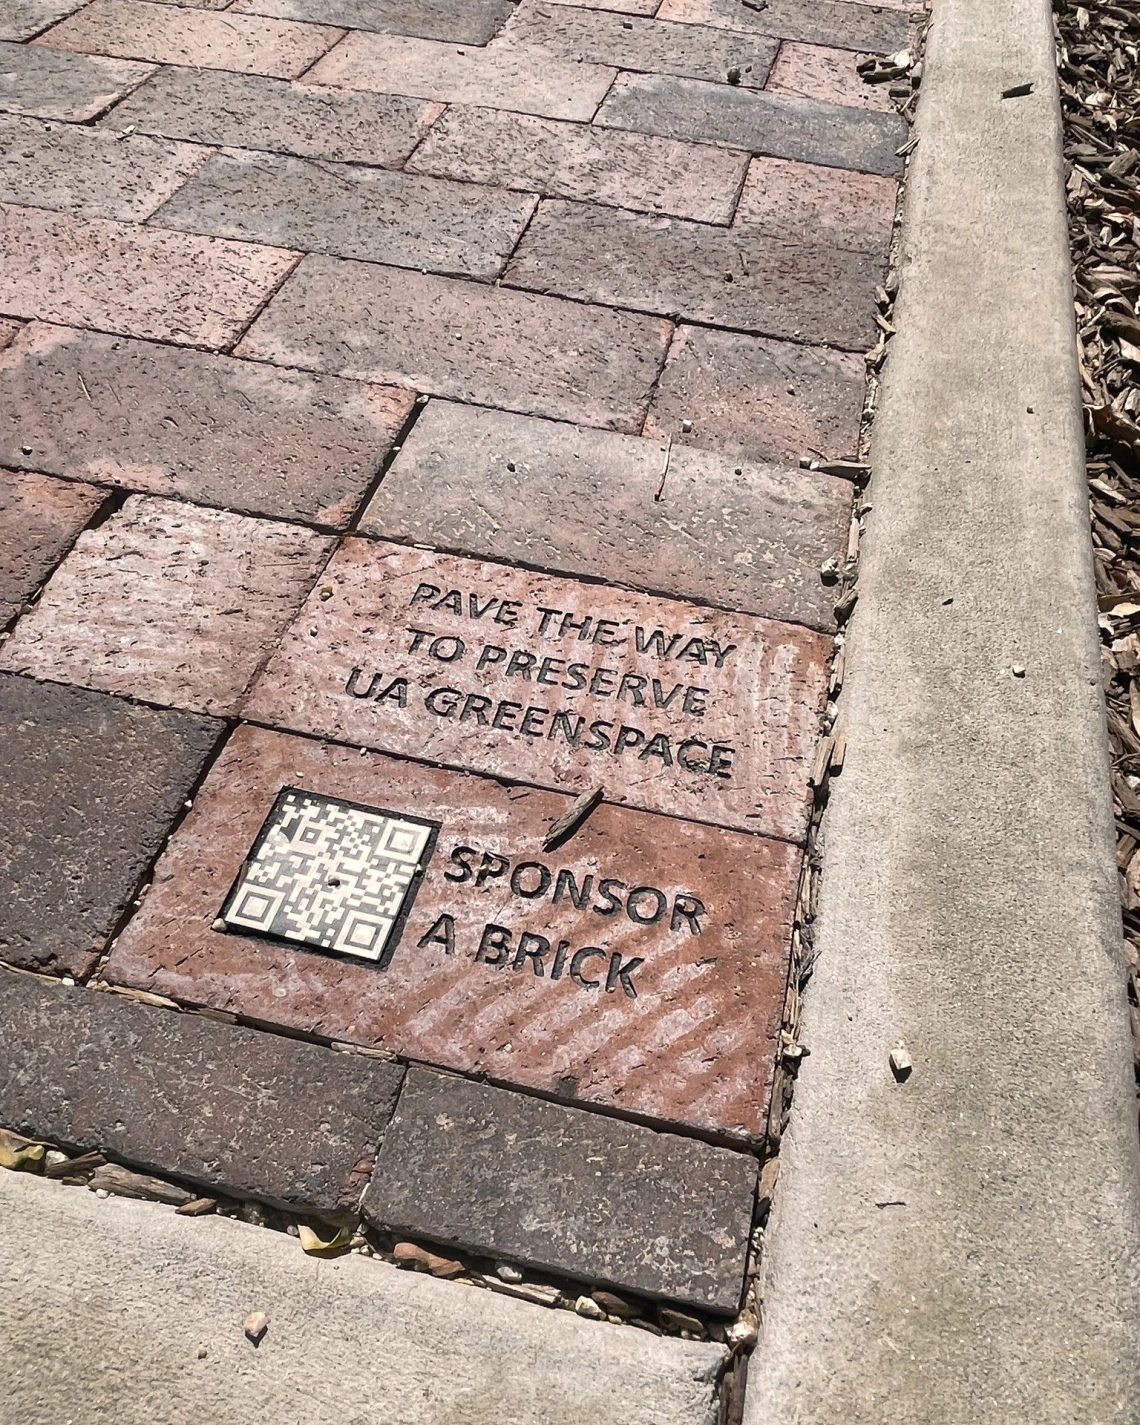 PAVE THE WAY
TO PRESERVE
UA GREENSPACE
SPONSOR
A BRICK